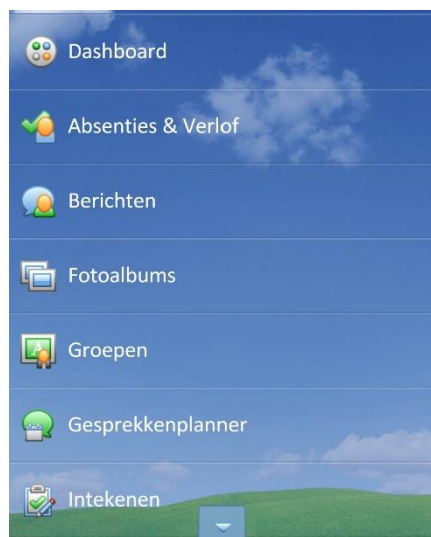 Dashboard
Absenties & Verlof
Berichten
Fotoalbums
Groepen
Gesprekkenplanner
Intekenen